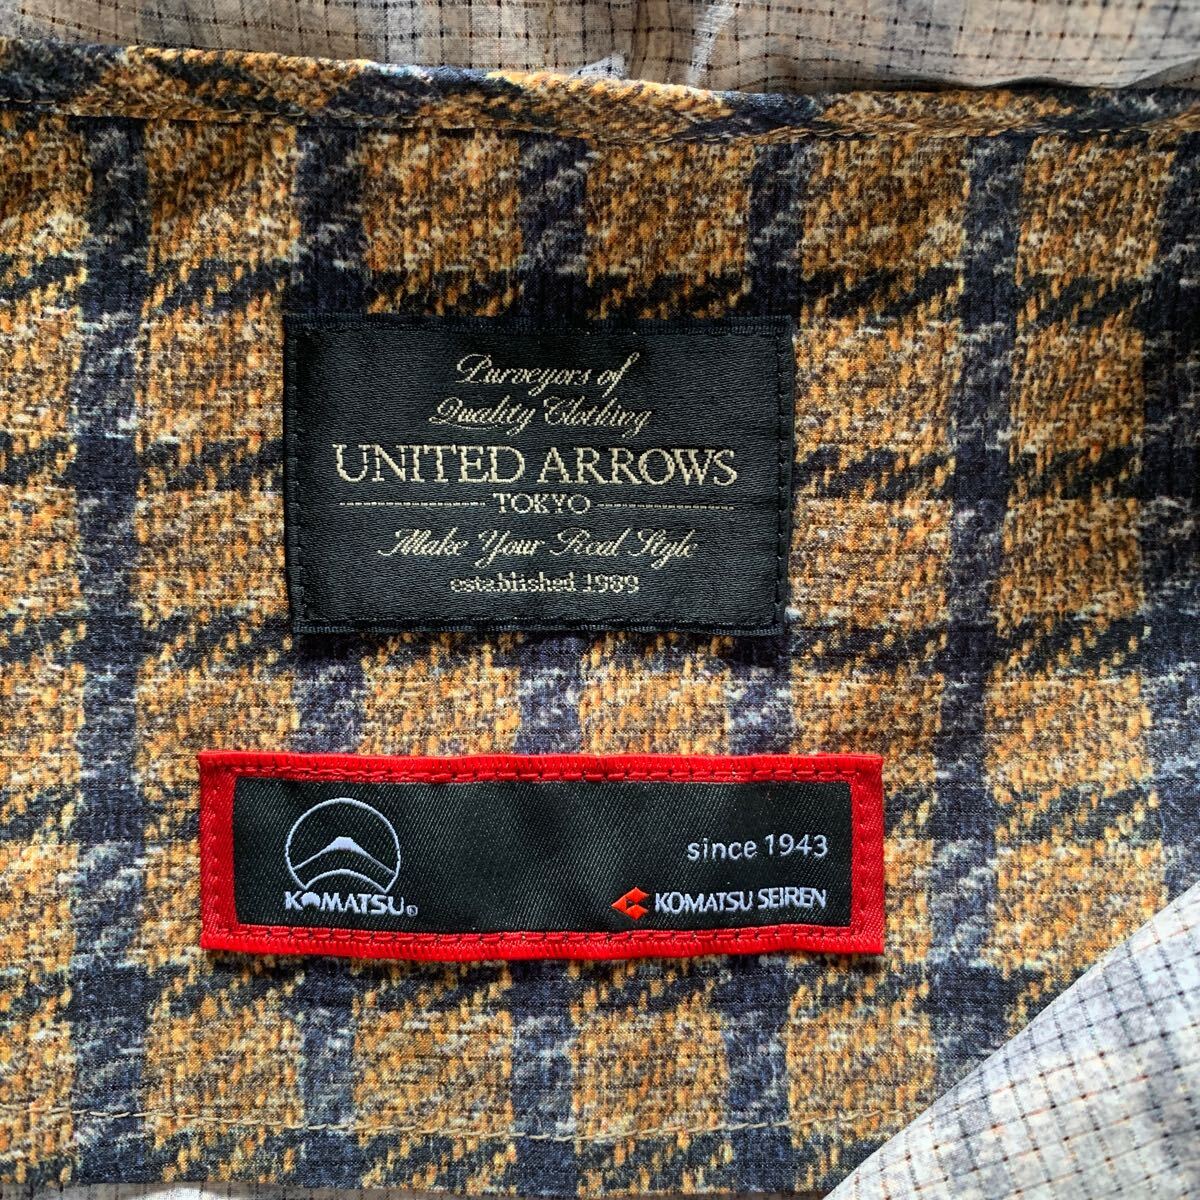 Purveyors of
Quality Clothing
UNITED ARROWS
TOKYO
Make Your Real Style
established 1989
since 1943
KOMATSU®
KOMATSU SEIREN